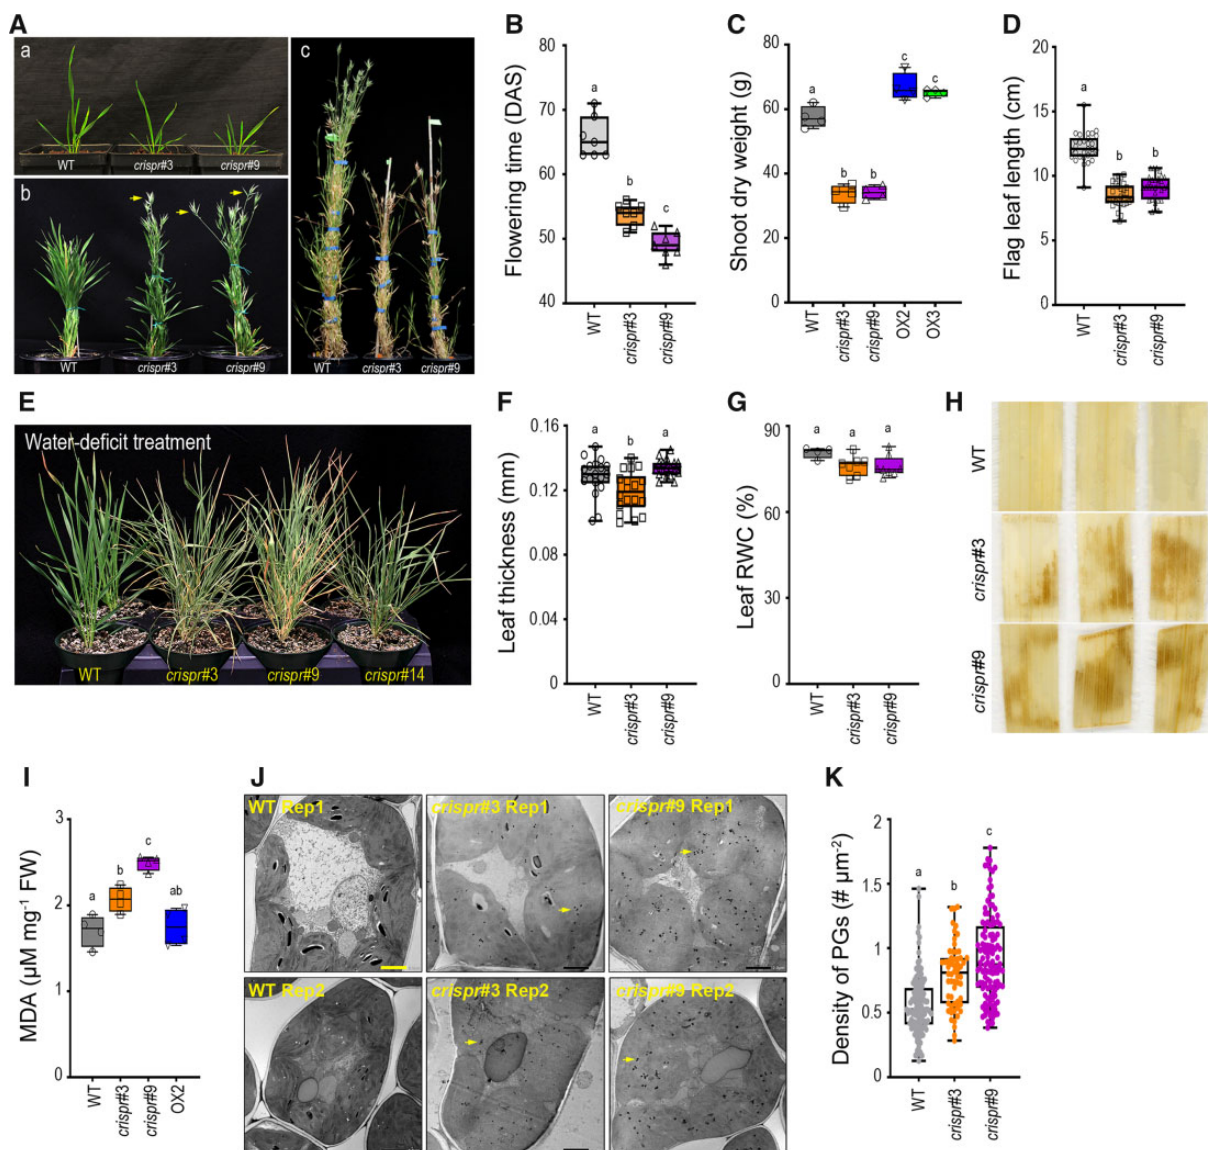 A
a
WT
crispr#3
crispr#9
b
WT
crispr#3
crispr#9
c
WT
crispr#3
crispr#9
B
Flowering time (DAS)
80
70
60
50
40
a
b
c
WT
crispr#3
crispr#9
C
Shoot dry weight (g)
80
60
40
20
0
a
b
b
c
c
WT
crispr#3
crispr#9
OX2
OX3
D
Flag leaf length (cm)
20
15
10
5
0
a
b
b
WT
crispr#3
crispr#9
E
Water-deficit treatment
WT
crispr#3
crispr#9
crispr#14
F
Leaf thickness (mm)
0.16
0.12
0.08
0.04
0
a
b
a
WT
crispr#3
crispr#9
G
Leaf RWC (%)
90
60
30
0
a
a
a
WT
crispr#3
crispr#9
H
WT
crispr#3
crispr#9
I
MDA (µM mg⁻¹ FW)
3
2
1
0
a
b
c
ab
WT
crispr#3
crispr#9
OX2
J
WT Rep1
crispr#3 Rep1
crispr#9 Rep1
WT Rep2
crispr#3 Rep2
crispr#9 Rep2
K
Density of PGs (# µm⁻²)
2
1.5
1
0.5
0
a
b
c
WT
crispr#3
crispr#9